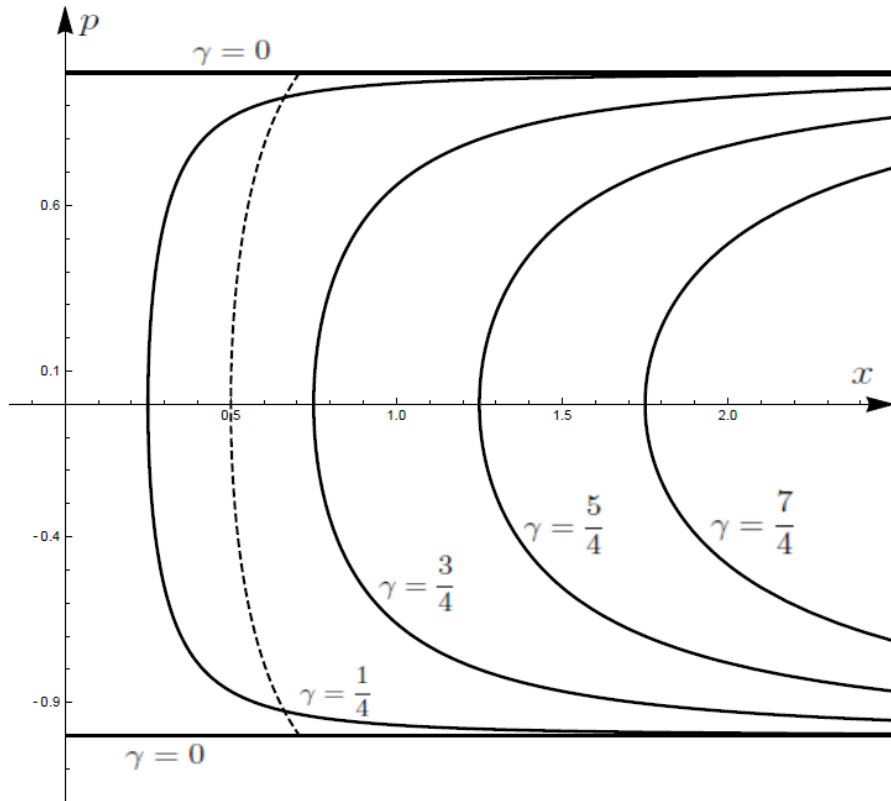 p
γ = 0
0.6
0.1
x
0.5
1.0
1.5
2.0
-0.4
γ = 5/4
γ = 7/4
γ = 3/4
-0.9
γ = 1/4
γ = 0